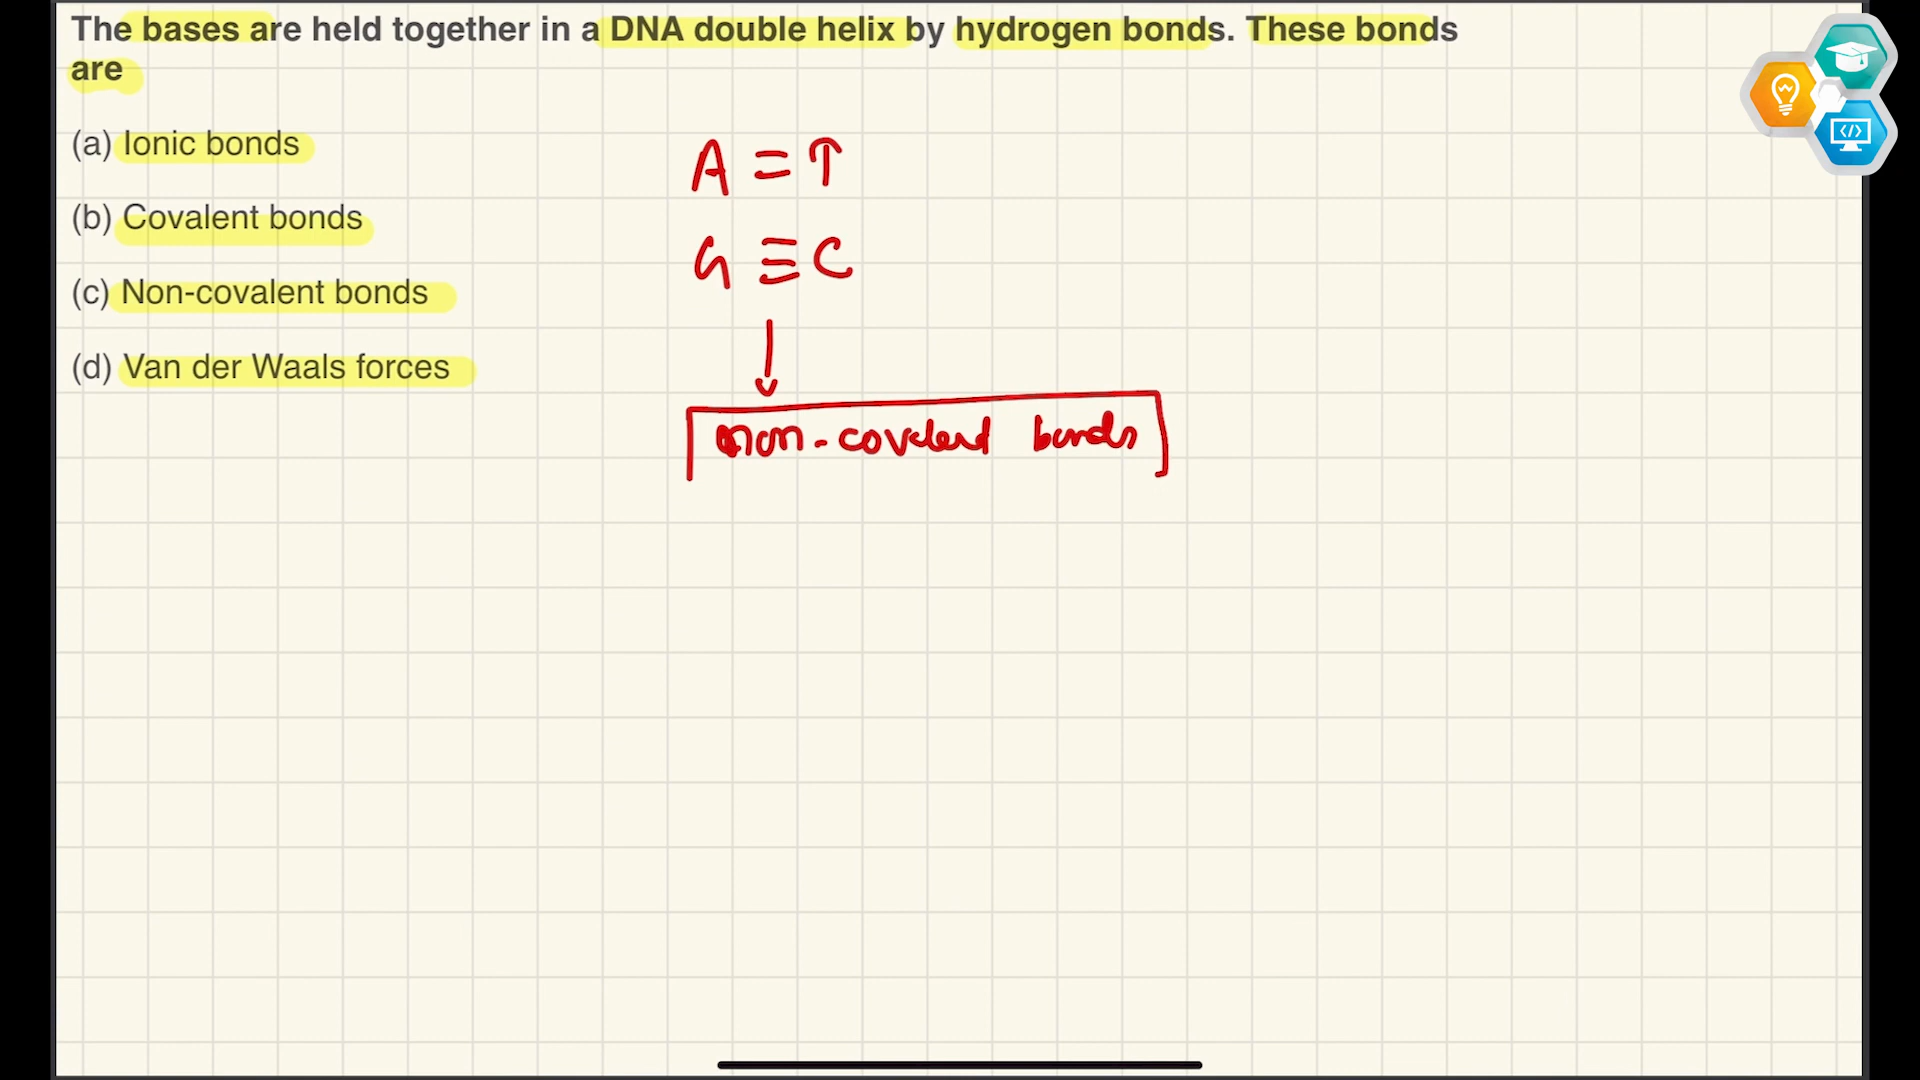 The bases are held together in a DNA double helix by hydrogen bonds. These bonds
are
(a) Ionic bonds
(b) Covalent bonds
(c) Non-covalent bonds
(d) Van der Waals forces
A = T
G ≡ C
non-covalent bonds